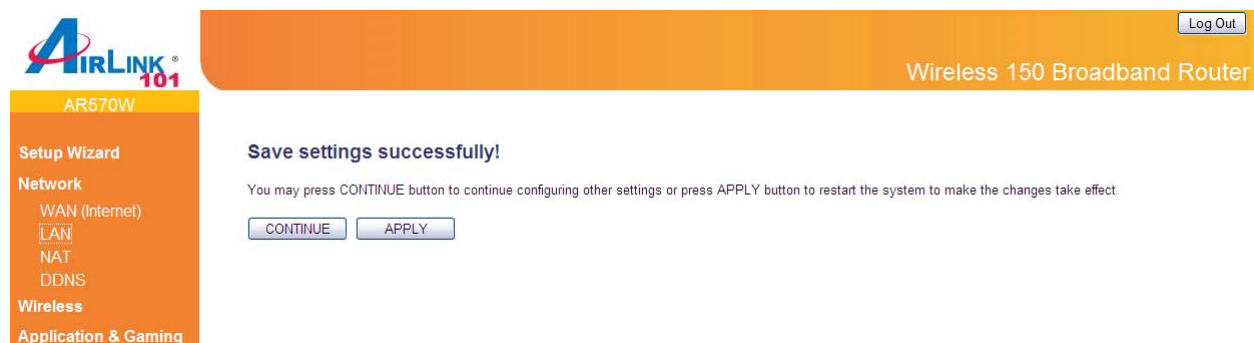 Log Out
AIRLINK®
101
Wireless 150 Broadband Router
AR570W
Setup Wizard
Network
WAN (Internet)
LAN
NAT
DDNS
Wireless
Application & Gaming
Save settings successfully!
You may press CONTINUE button to continue configuring other settings or press APPLY button to restart the system to make the changes take effect.
CONTINUE APPLY